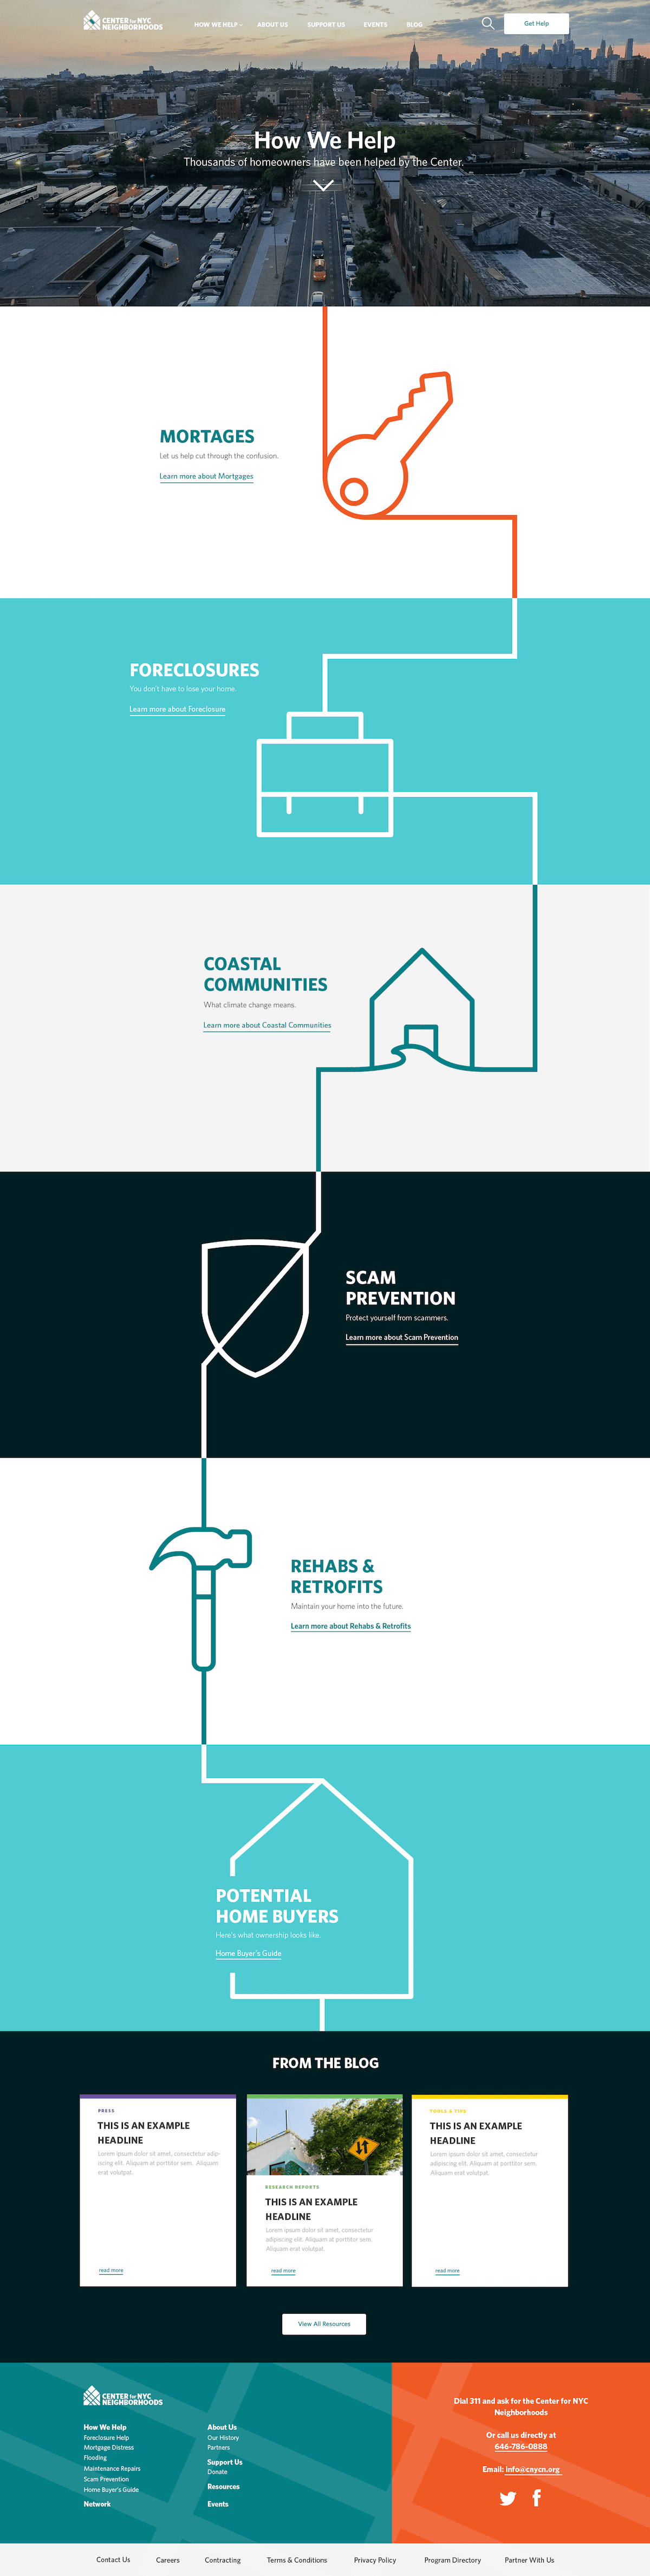 CENTER for NYC
NEIGHBORHOODS
HOW WE HELP
ABOUT US
SUPPORT US
EVENTS
BLOG
Get Help
How We Help
Thousands of homeowners have been helped by the Center.
MORTAGES
Let us help cut through the confusion.
Learn more about Mortgages
FORECLOSURES
You don't have to lose your home.
Learn more about Foreclosure
COASTAL
COMMUNITIES
What climate change means.
Learn more about Coastal Communities
SCAM
PREVENTION
Protect yourself from scammers.
Learn more about Scam Prevention
REHABS &
RETROFITS
Maintain your home into the future.
Learn more about Rehabs & Retrofits
POTENTIAL
HOME BUYERS
Here's what ownership looks like.
Home Buyer's Guide
FROM THE BLOG
PRESS
THIS IS AN EXAMPLE
HEADLINE
Lorem ipsum dolor sit amet, consectetur adip-
iscing elit. Aliquam at porttitor sem. Aliquam
erat volutpat.
read more
RESEARCH REPORTS
THIS IS AN EXAMPLE
HEADLINE
Lorem ipsum dolor sit amet, consectetur
adipiscing elit. Aliquam at porttitor sem.
Aliquam erat volutpat.
read more
TOOLS & TIPS
THIS IS AN EXAMPLE
HEADLINE
Lorem ipsum dolor sit amet, consectetur
adipiscing elit. Aliquam at porttitor sem.
Aliquam erat volutpat.
read more
View All Resources
CENTER for NYC
NEIGHBORHOODS
How We Help
Foreclosure Help
Mortgage Distress
Flooding
Maintenance Repairs
Scam Prevention
Home Buyer's Guide
Network
About Us
Our History
Partners
Support Us
Donate
Resources
Events
Dial 311 and ask for the Center for NYC
Neighborhoods
Or call us directly at
646-786-0888
Email: info@cnycn.org
Contact Us
Careers
Contracting
Terms & Conditions
Privacy Policy
Program Directory
Partner With Us